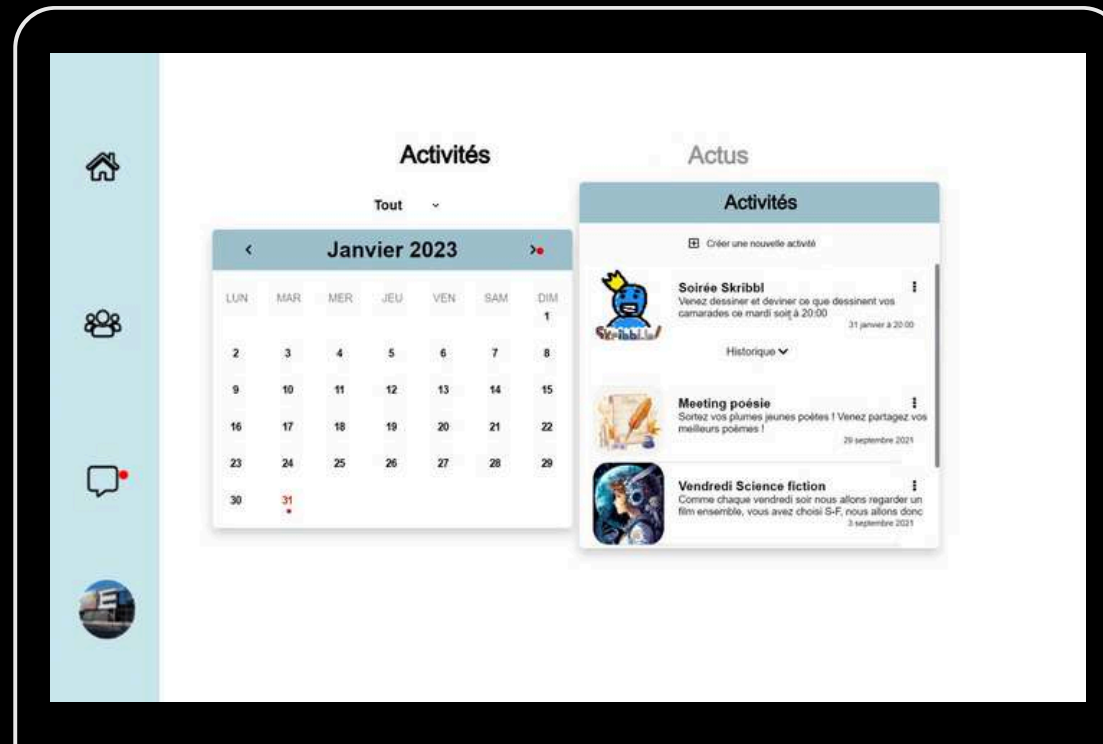 Activités
Actus
Tout
Janvier 2023
LUN MAR MER JEU VEN SAM DIM
1
2 3 4 5 6 7 8
9 10 11 12 13 14 15
16 17 18 19 20 21 22
23 24 25 26 27 28 29
30 31
Activités
Créer une nouvelle activité
Soirée Skribbl
Venez dessiner et deviner ce que dessinent vos
camarades ce mardi soir à 20:00
31 janvier à 20:00
Historique
Meeting poésie
Sortez vos plumes jeunes poètes ! Venez partagez vos
meilleurs poèmes !
29 septembre 2021
Vendredi Science fiction
Comme chaque vendredi soir nous allons regarder un
film ensemble, vous avez choisi S-F, nous allons donc
3 septembre 2021